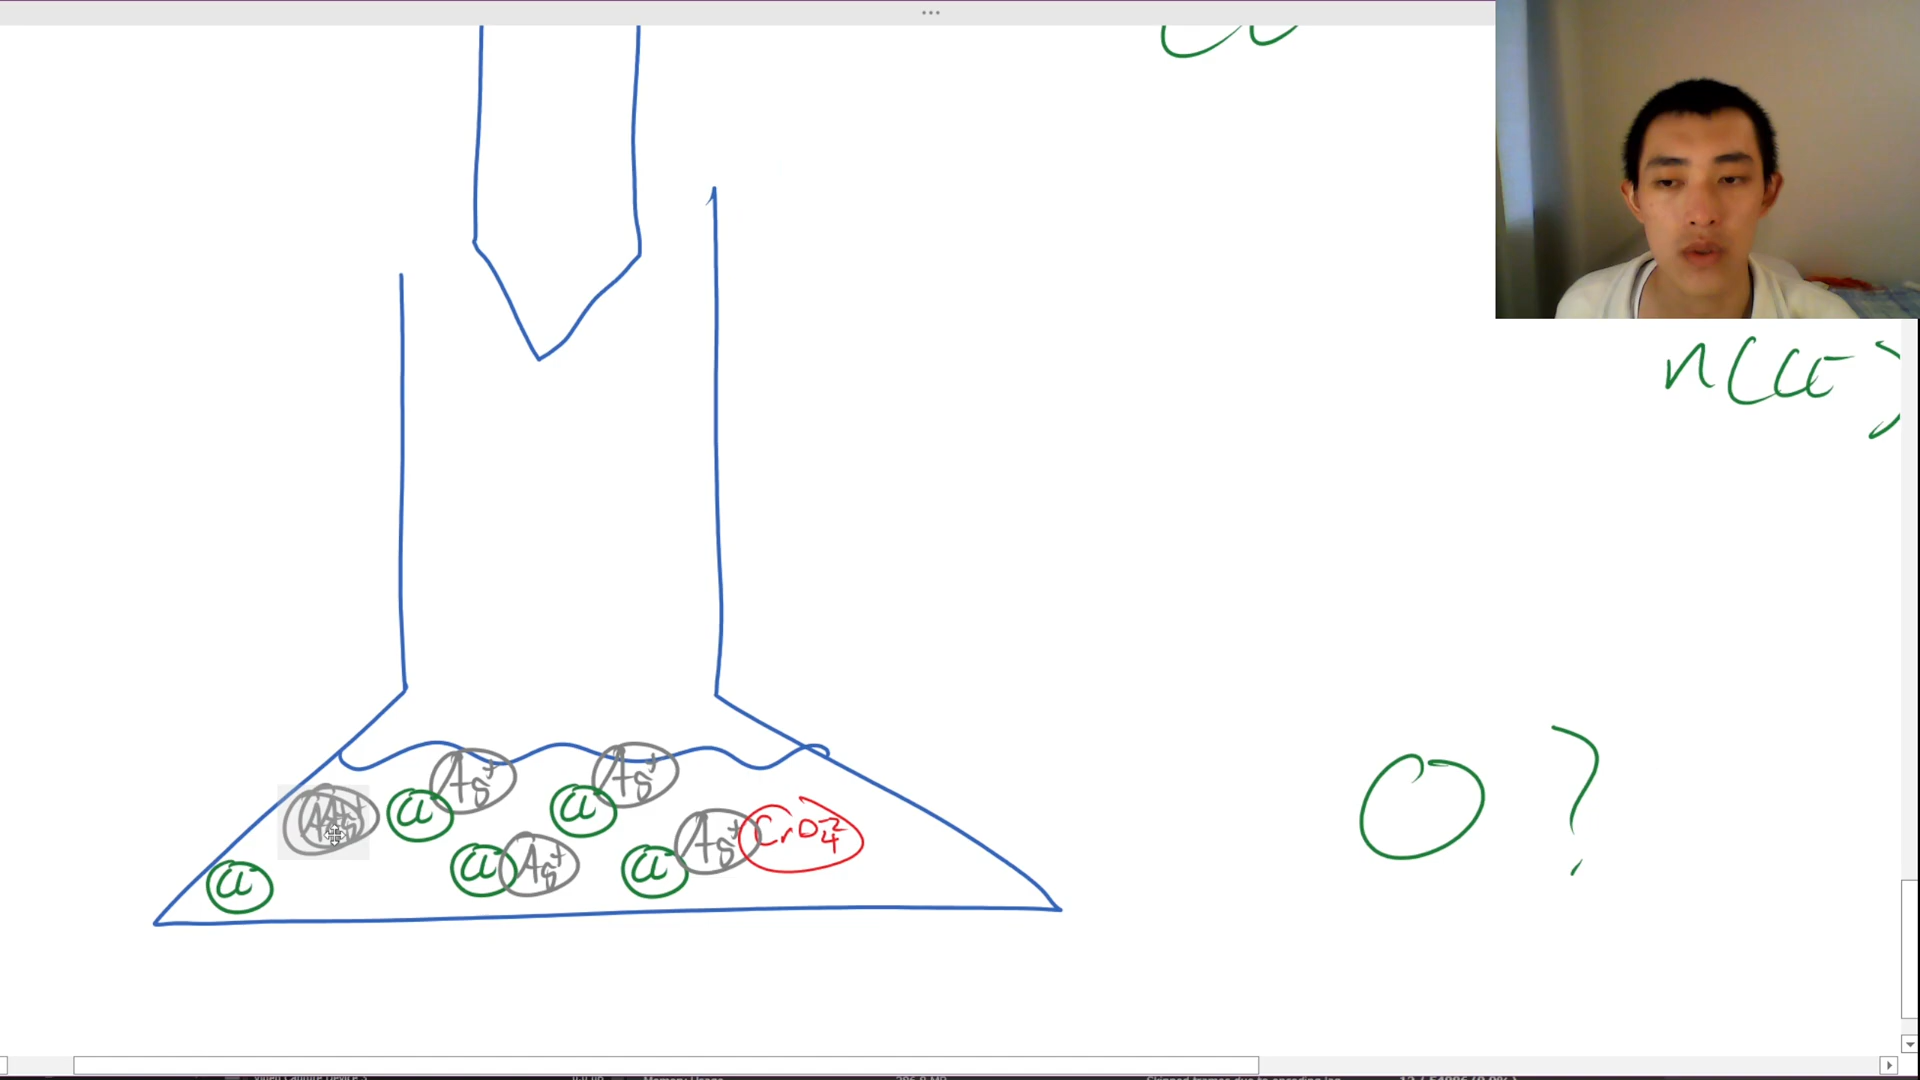 n(Cl⁻)
Ag⁺ Ag⁺
Cl Cl
Ag⁺ CrO₄²⁻
Cl Cl Ag⁺ Cl
O ?